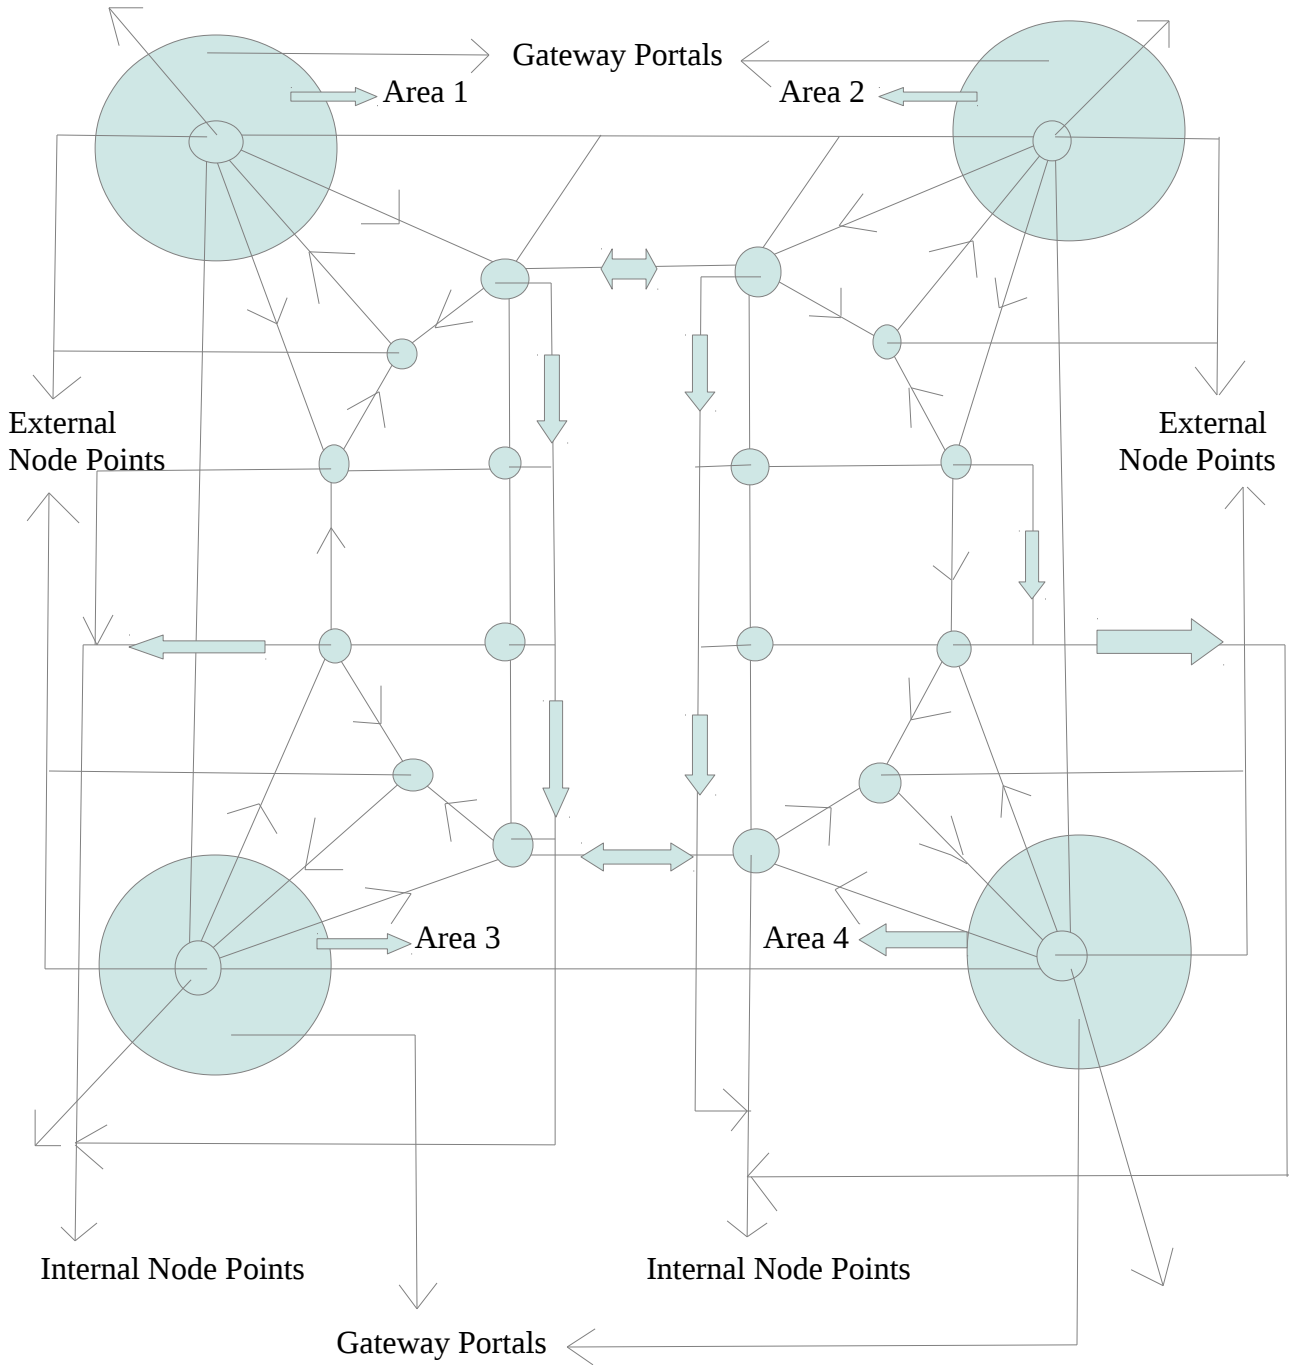 Gateway Portals
Area 1
Area 2
External
Node Points
External
Node Points
Area 3
Area 4
Internal Node Points
Internal Node Points
Gateway Portals